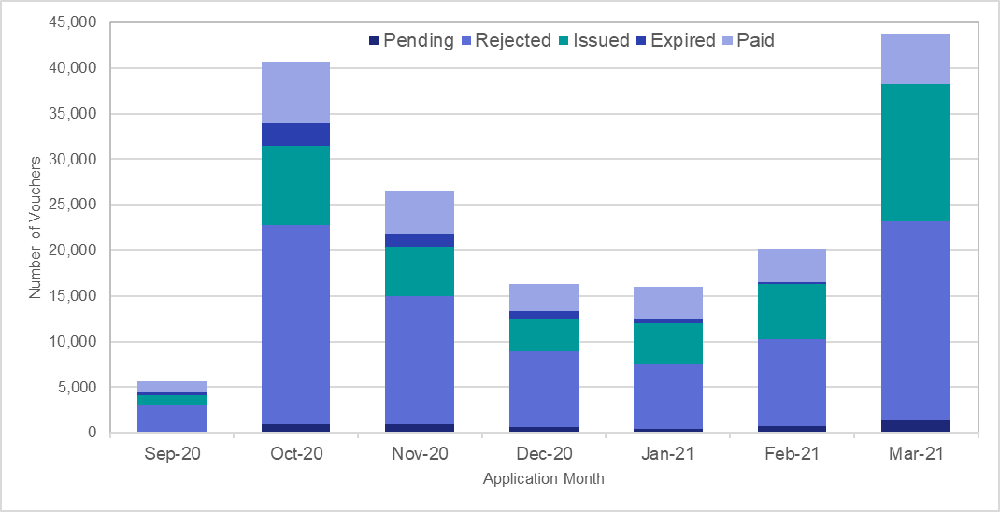 45,000
Pending Rejected Issued Expired Paid
40,000
35,000
30,000
25,000
20,000
15,000
10,000
5,000
0
Number of Vouchers
Sep-20 Oct-20 Nov-20 Dec-20 Jan-21 Feb-21 Mar-21
Application Month